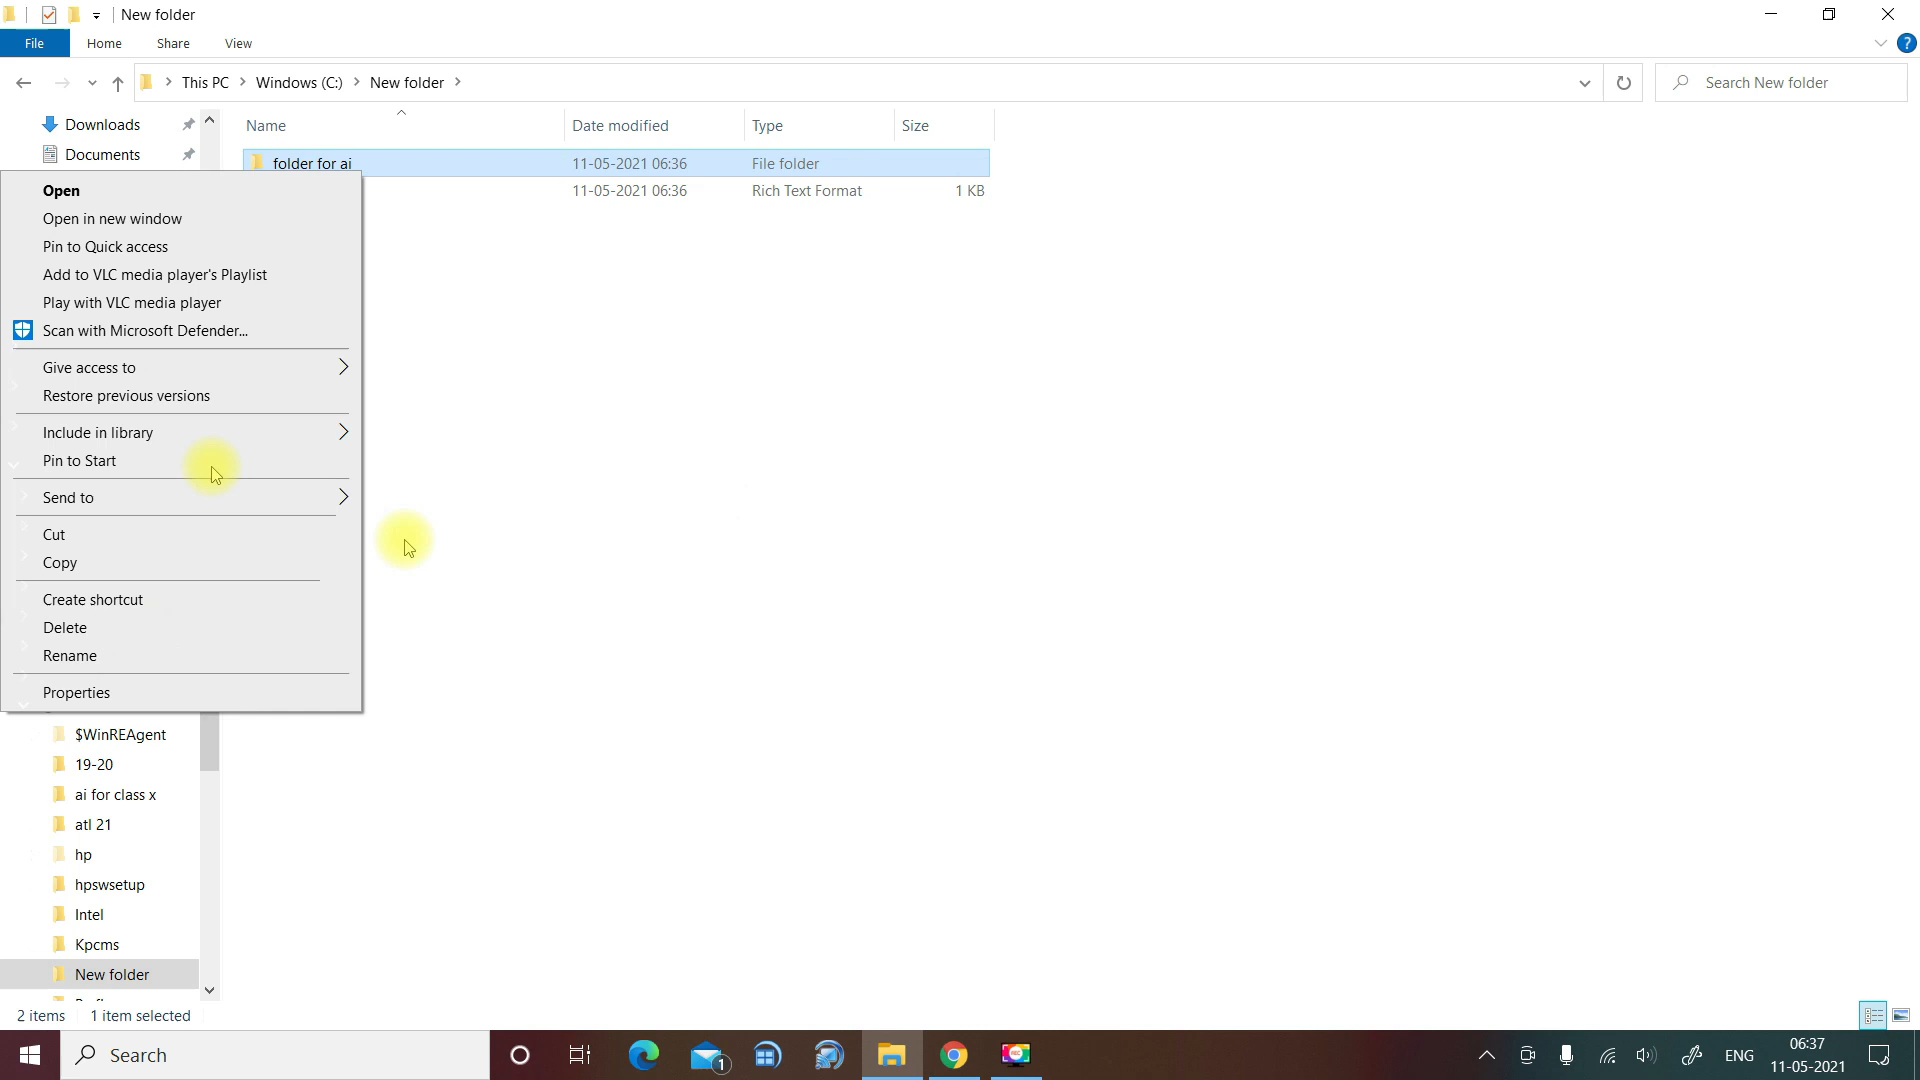 New folder
File Home Share View
This PC Windows (C:) New folder Search New folder
Downloads
Documents
Name Date modified Type Size
folder for ai 11-05-2021 06:36 File folder
11-05-2021 06:36 Rich Text Format 1 KB
Open
Open in new window
Pin to Quick access
Add to VLC media player's Playlist
Play with VLC media player
Scan with Microsoft Defender...
Give access to
Restore previous versions
Include in library
Pin to Start
Send to
Cut
Copy
Create shortcut
Delete
Rename
Properties
$WinREAgent
19-20
ai for class x
atl 21
hp
hpswsetup
Intel
Kpcms
New folder
2 items 1 item selected
Search 1 REC ENG 06:37
11-05-2021